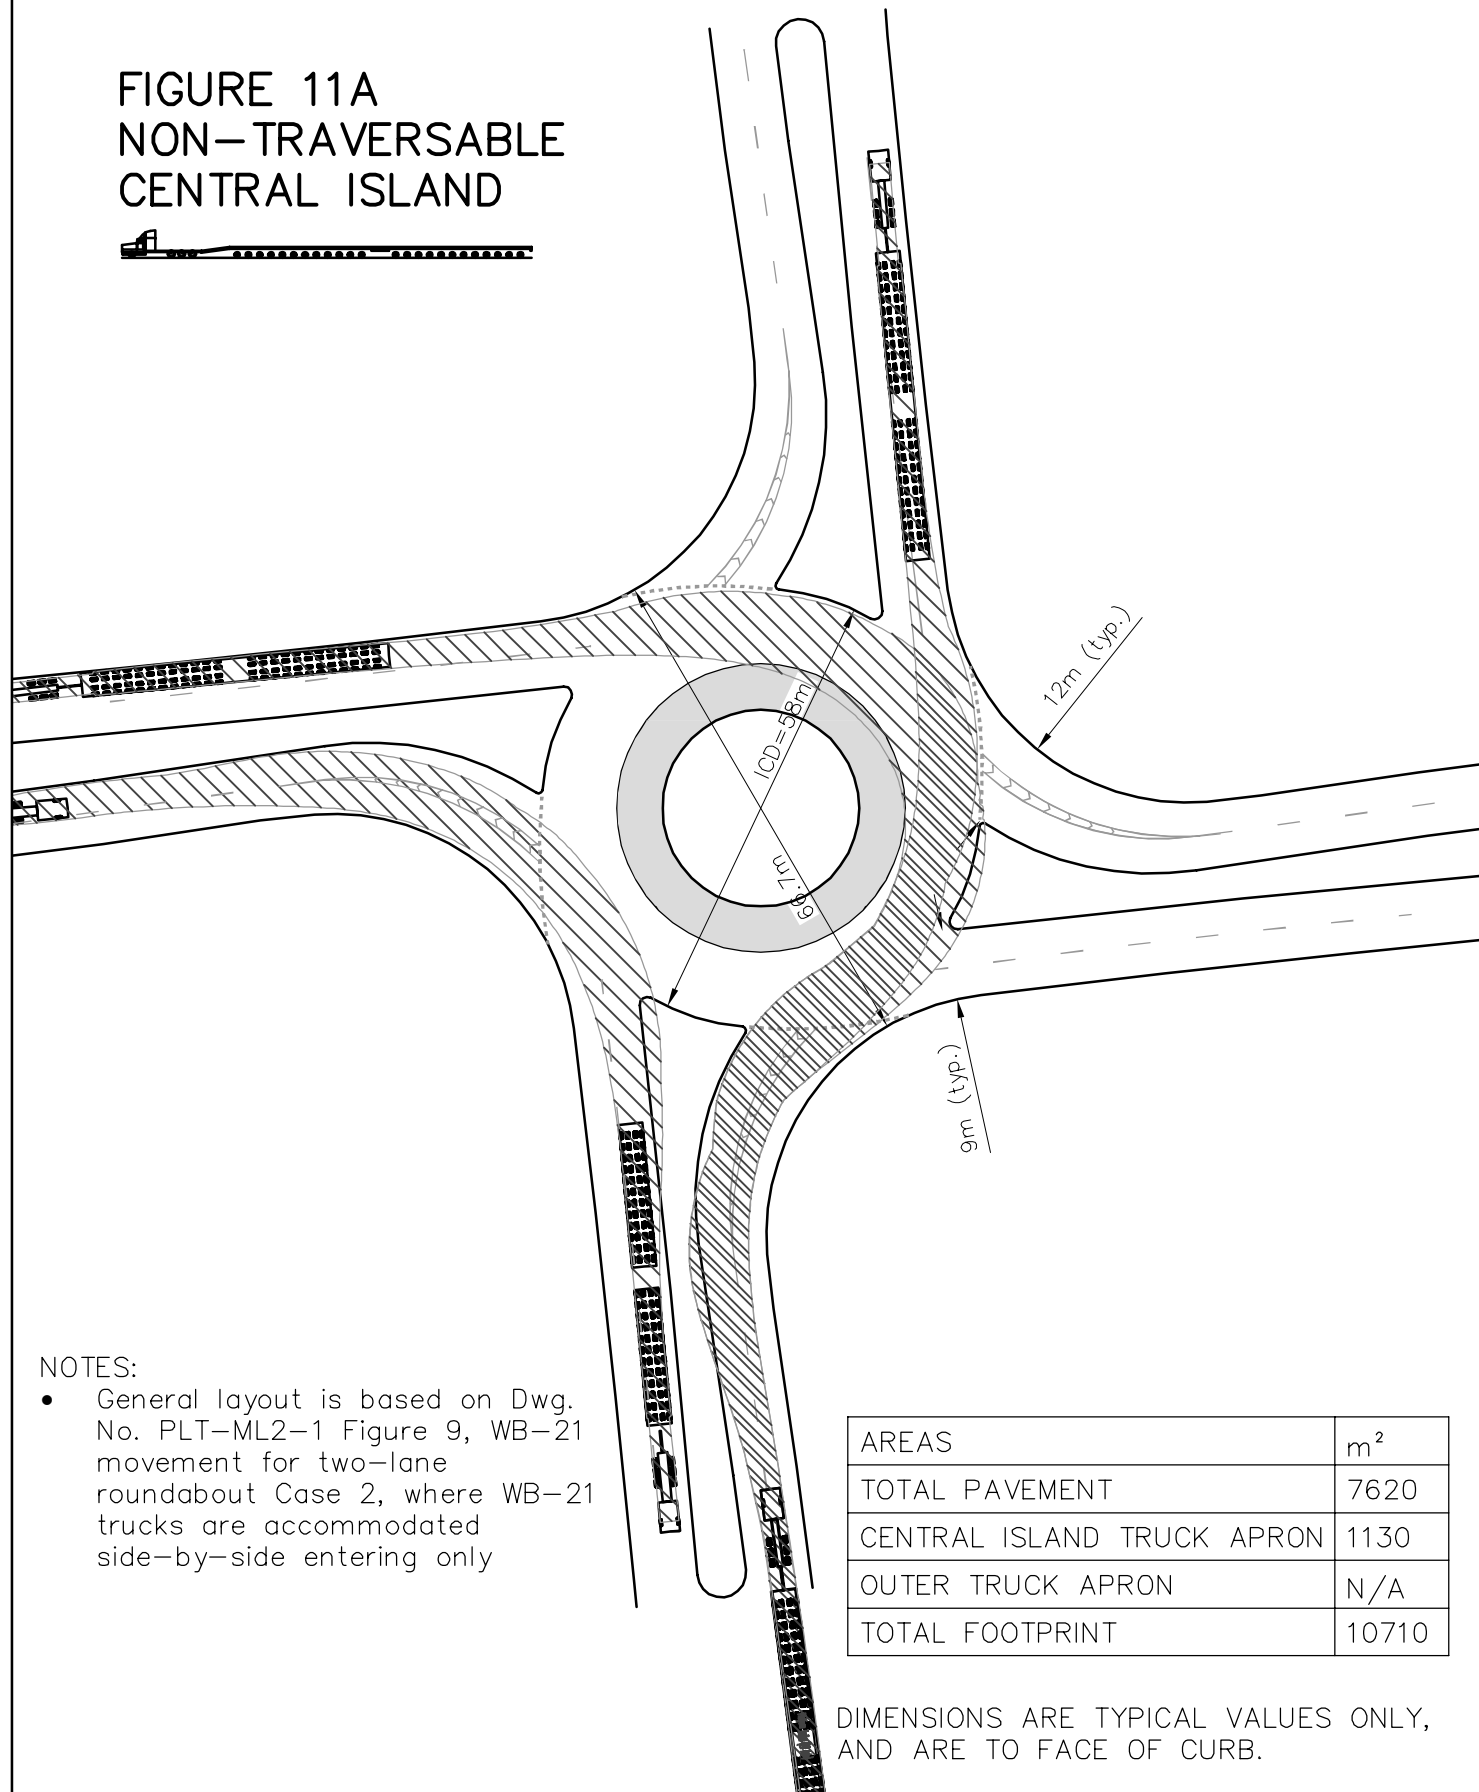 FIGURE 11A
NON-TRAVERSABLE
CENTRAL ISLAND
12m (typ.)
ICD=58m
66.7m
9m (typ.)
NOTES:
• General layout is based on Dwg.
No. PLT-ML2-1 Figure 9, WB-21
movement for two-lane
roundabout Case 2, where WB-21
trucks are accommodated
side-by-side entering only
AREAS m²
TOTAL PAVEMENT 7620
CENTRAL ISLAND TRUCK APRON 1130
OUTER TRUCK APRON N/A
TOTAL FOOTPRINT 10710
DIMENSIONS ARE TYPICAL VALUES ONLY,
AND ARE TO FACE OF CURB.